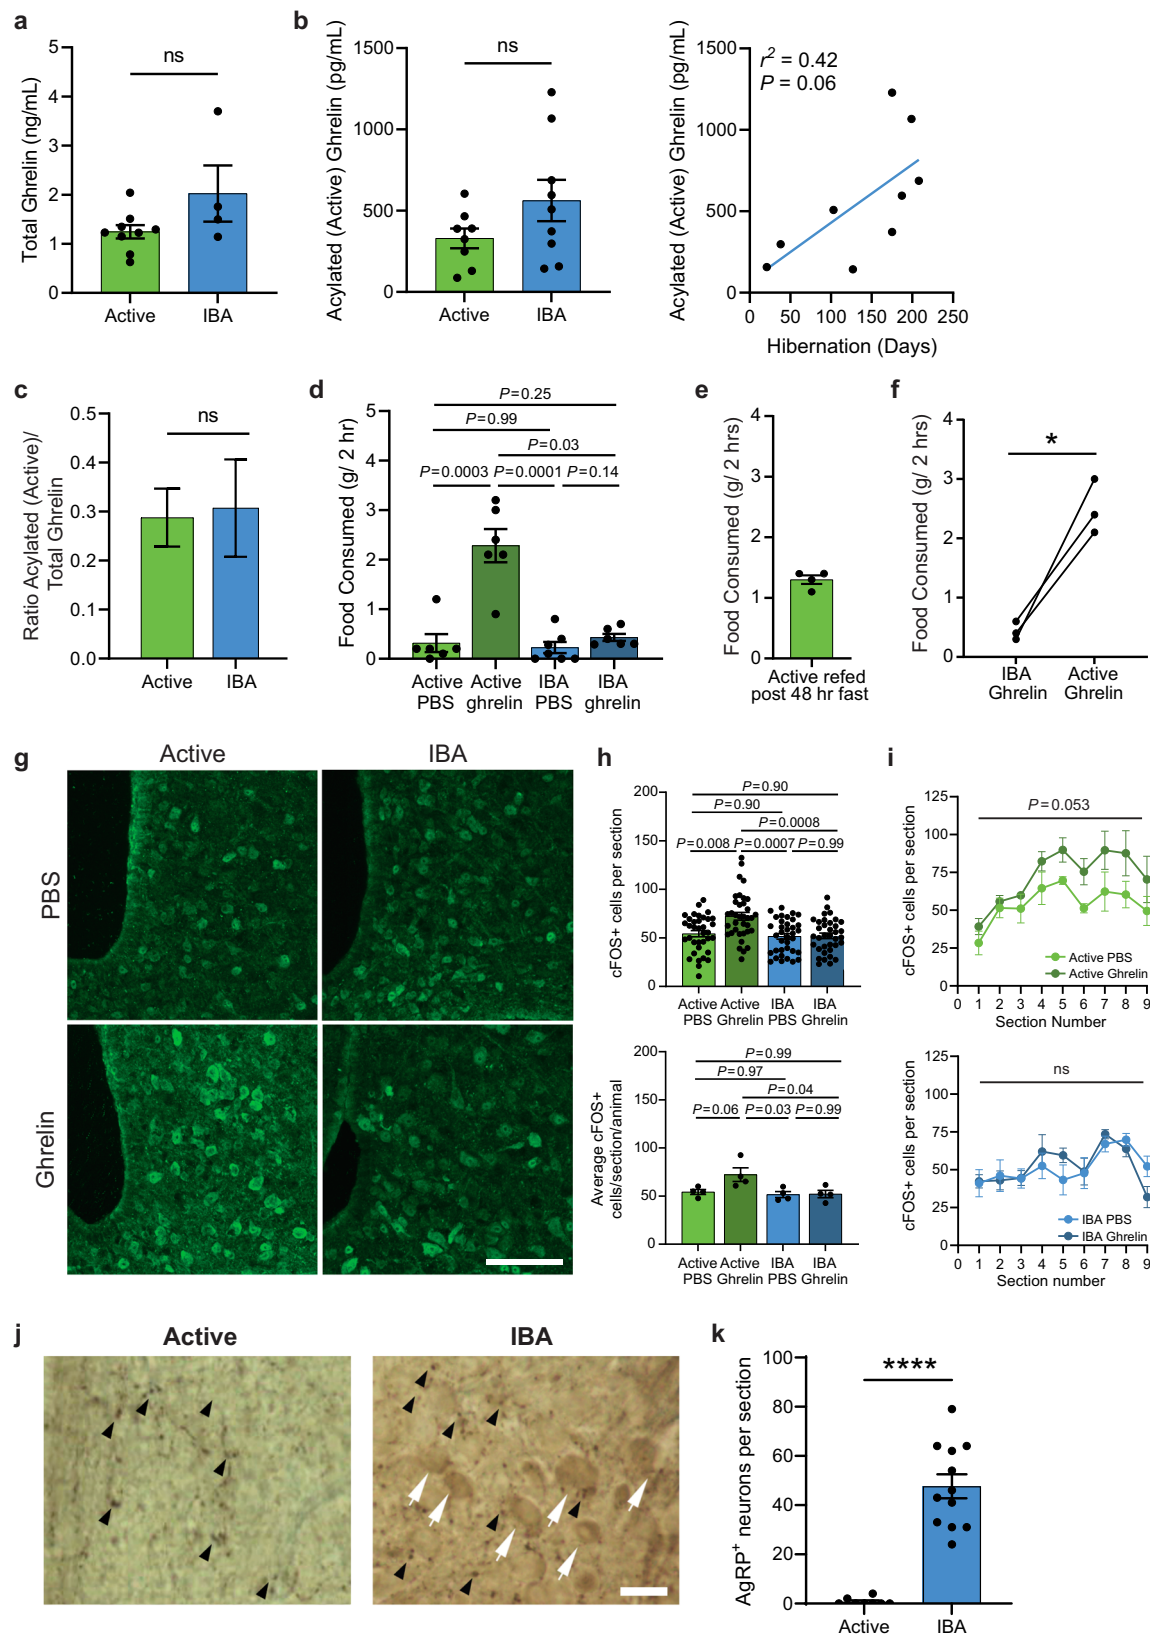 a
Total Ghrelin (ng/mL)
5
4
3
2
1
0
ns
Active
IBA
b
Acylated (Active) Ghrelin (pg/mL)
1500
1000
500
0
ns
Active
IBA
Acylated (Active) Ghrelin (pg/mL)
1500
1000
500
0
r² = 0.42
P = 0.06
0
50
100
150
200
250
Hibernation (Days)
c
Ratio Acylated (Active)/
Total Ghrelin
0.5
0.4
0.3
0.2
0.1
0.0
ns
Active
IBA
d
Food Consumed (g/ 2 hr)
5
4
3
2
1
0
P=0.25
P=0.99
P=0.03
P=0.0003
P=0.0001
P=0.14
Active
PBS
Active
ghrelin
IBA
PBS
IBA
ghrelin
e
Food Consumed (g/ 2 hrs)
4
3
2
1
0
Active refed
post 48 hr fast
f
Food Consumed (g/ 2 hrs)
4
3
2
1
0
*
IBA
Ghrelin
Active
Ghrelin
g
Active
IBA
PBS
Ghrelin
h
cFOS+ cells per section
200
150
100
50
0
P=0.90
P=0.90
P=0.0008
P=0.008
P=0.0007
P=0.99
Active
PBS
Active
Ghrelin
IBA
PBS
IBA
Ghrelin
Average cFOS+
cells/section/animal
200
150
100
50
0
P=0.99
P=0.97
P=0.04
P=0.06
P=0.03
P=0.99
Active
PBS
Active
Ghrelin
IBA
PBS
IBA
Ghrelin
i
cFOS+ cells per section
125
100
75
50
25
0
P=0.053
Active PBS
Active Ghrelin
0 1 2 3 4 5 6 7 8 9
Section Number
cFOS+ cells per section
125
100
75
50
25
0
ns
IBA PBS
IBA Ghrelin
0 1 2 3 4 5 6 7 8 9
Section number
j
Active
IBA
k
AgRP⁺ neurons per section
100
80
60
40
20
0
****
Active
IBA